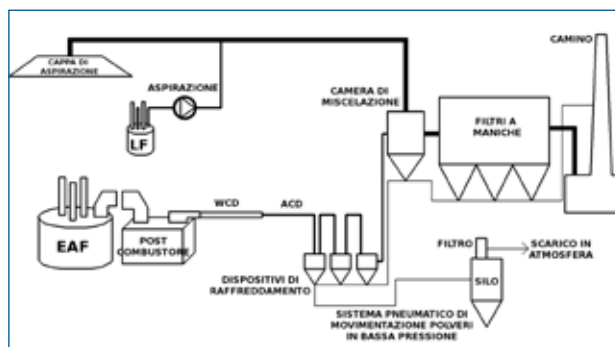 CAMINO
CAPPA DI
ASPIRAZIONE
ASPIRAZIONE
CAMERA DI
MISCELAZIONE
FILTRI A
MANICHE
LF
WCD
ACD
EAF
POST
COMBUSTORE
FILTRO
SCARICO IN
ATMOSFERA
DISPOSITIVI DI
RAFFREDDAMENTO
SILO
SISTEMA PNEUMATICO DI
MOVIMENTAZIONE POLVERI
IN BASSA PRESSIONE